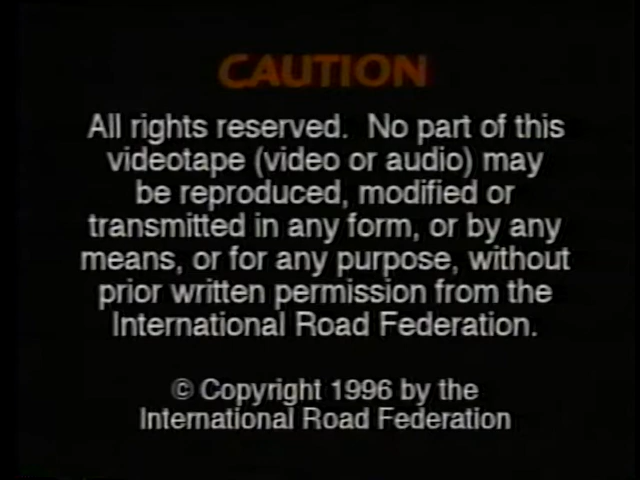 CAUTION
All rights reserved. No part of this
videotape (video or audio) may
be reproduced, modified or
transmitted in any form, or by any
means, or for any purpose, without
prior written permission from the
International Road Federation.
© Copyright 1996 by the
International Road Federation